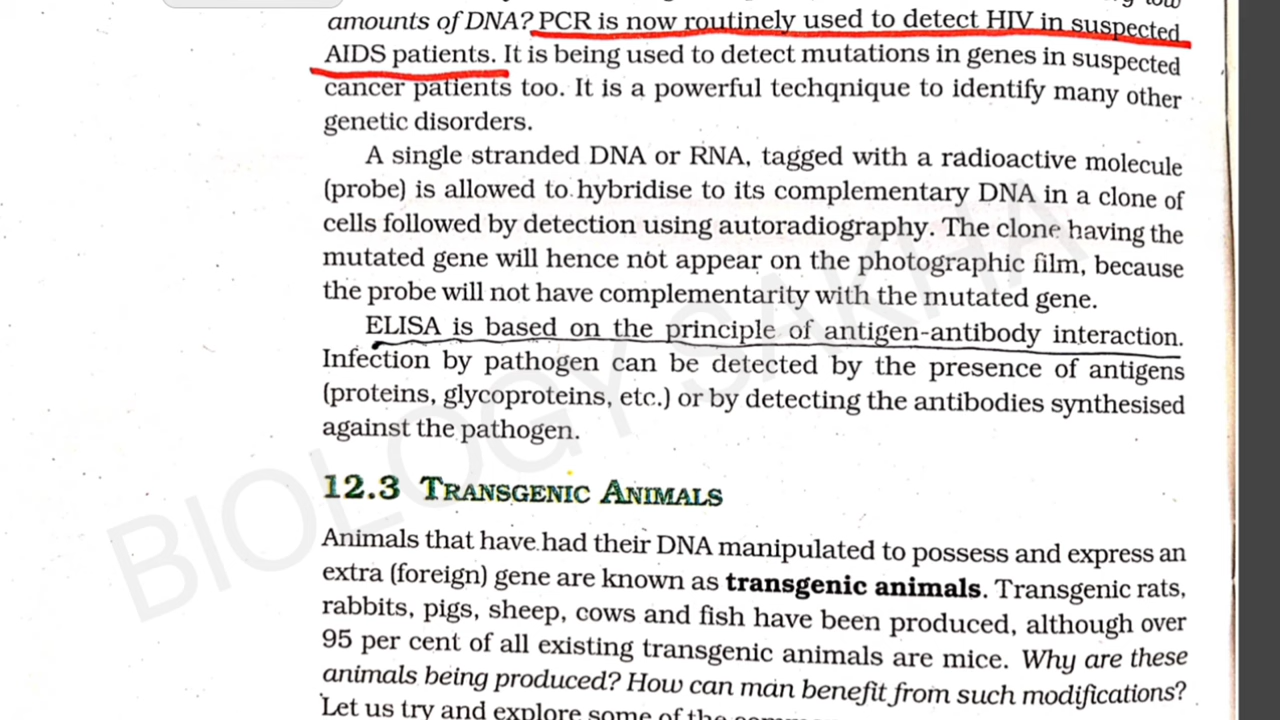 amounts of DNA? PCR is now routinely used to detect HIV in suspected
AIDS patients. It is being used to detect mutations in genes in suspected
cancer patients too. It is a powerful techqnique to identify many other
genetic disorders.
A single stranded DNA or RNA, tagged with a radioactive molecule
(probe) is allowed to hybridise to its complementary DNA in a clone of
cells followed by detection using autoradiography. The clone having the
mutated gene will hence not appear on the photographic film, because
the probe will not have complementarity with the mutated gene.
ELISA is based on the principle of antigen-antibody interaction.
Infection by pathogen can be detected by the presence of antigens
(proteins, glycoproteins, etc.) or by detecting the antibodies synthesised
against the pathogen.
BIOLOGY SAKHA
12.3 TRANSGENIC ANIMALS
Animals that have had their DNA manipulated to possess and express an
extra (foreign) gene are known as transgenic animals. Transgenic rats,
rabbits, pigs, sheep, cows and fish have been produced, although over
95 per cent of all existing transgenic animals are mice. Why are these
animals being produced? How can man benefit from such modifications?
Let us try and explore some of the